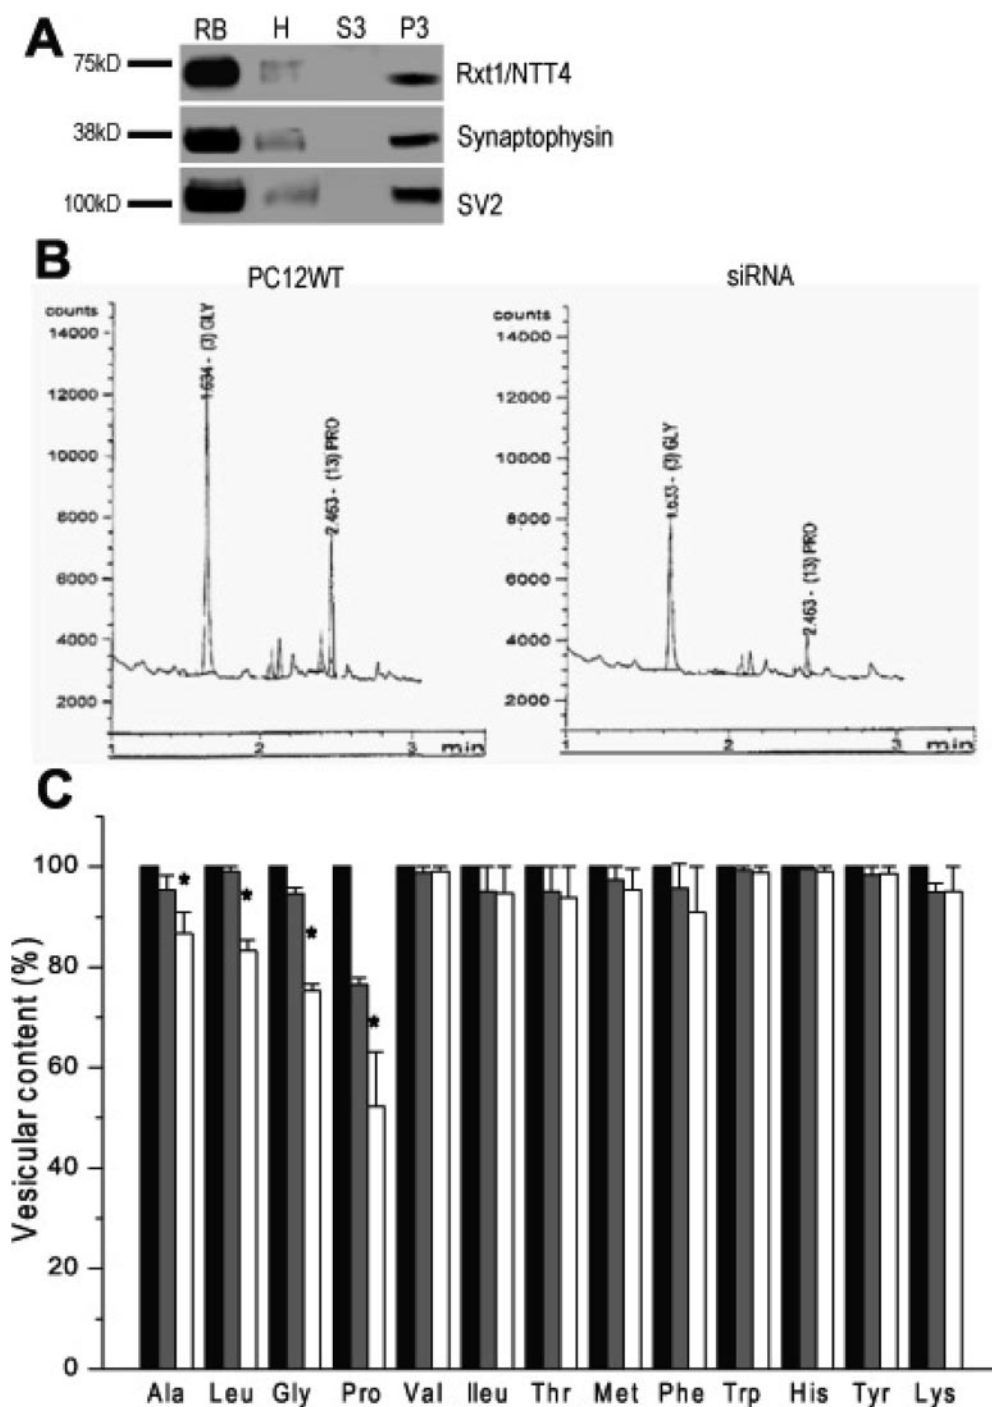 A
RB H S3 P3
75kD
Rxt1/NTT4
38kD
Synaptophysin
100kD
SV2
B
PC12WT
siRNA
counts
14000
12000
10000
8000
6000
4000
2000
1.634 - (3) GLY
2.463 - (13) PRO
1 2 3 min
counts
14000
12000
10000
8000
6000
4000
2000
1.633 - (3) GLY
2.463 - (13) PRO
1 2 3 min
C
Vesicular content (%)
100
80
60
40
20
0
* * * *
Ala Leu Gly Pro Val Ileu Thr Met Phe Trp His Tyr Lys